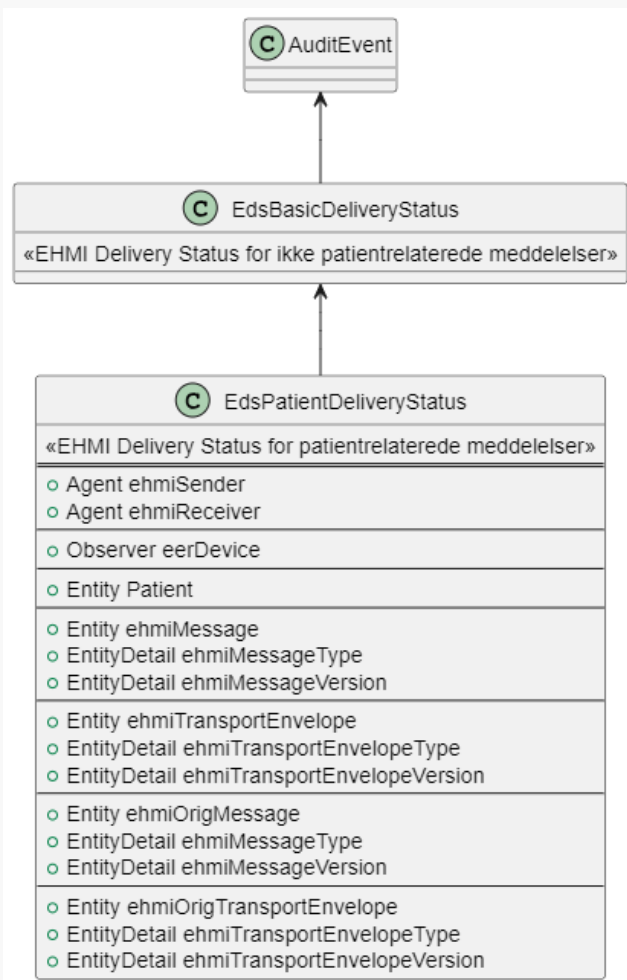 C AuditEvent
C EdsBasicDeliveryStatus
«EHMI Delivery Status for ikke patientrelaterede meddelelser»
C EdsPatientDeliveryStatus
«EHMI Delivery Status for patientrelaterede meddelelser»
Agent ehmiSender
Agent ehmiReceiver
Observer eerDevice
Entity Patient
Entity ehmiMessage
EntityDetail ehmiMessageType
EntityDetail ehmiMessageVersion
Entity ehmiTransportEnvelope
EntityDetail ehmiTransportEnvelopeType
EntityDetail ehmiTransportEnvelopeVersion
Entity ehmiOrigMessage
EntityDetail ehmiMessageType
EntityDetail ehmiMessageVersion
Entity ehmiOrigTransportEnvelope
EntityDetail ehmiTransportEnvelopeType
EntityDetail ehmiTransportEnvelopeVersion